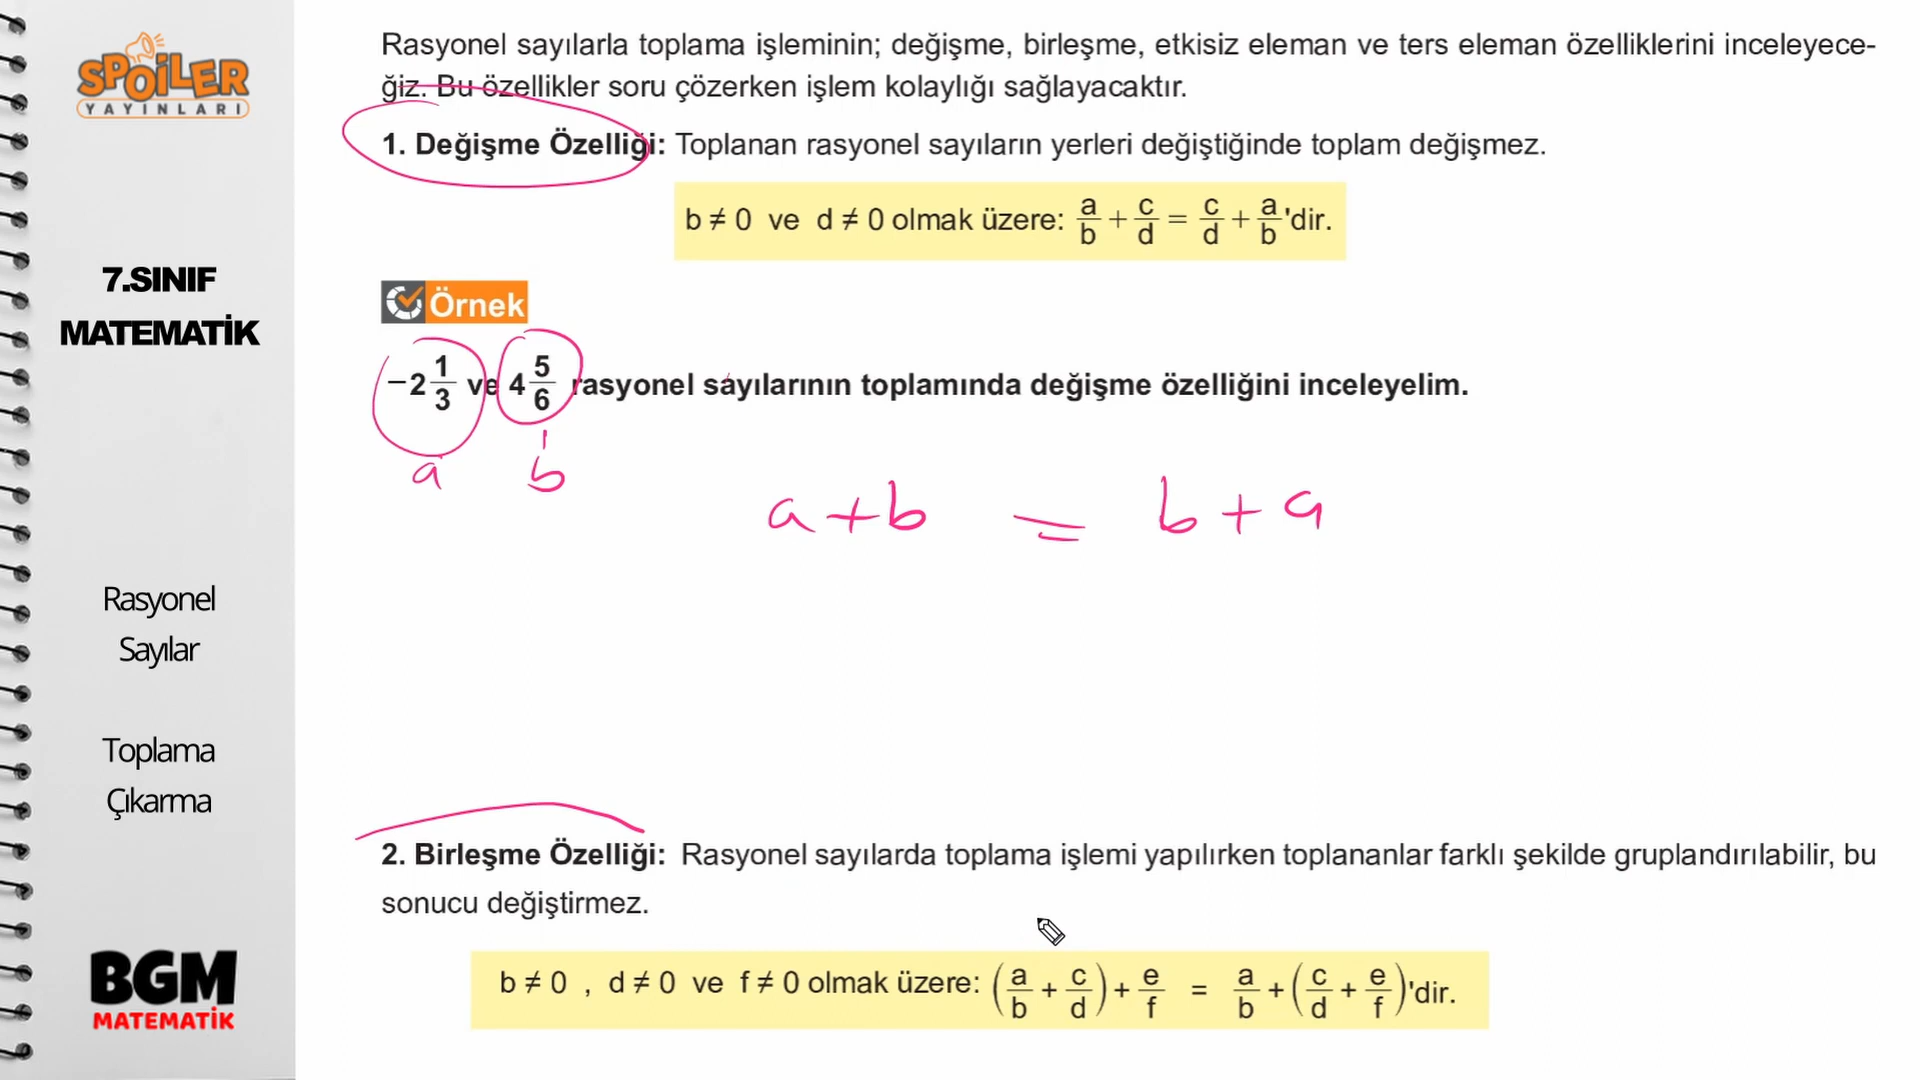 SPOiLER
YAYINLARI
7.SINIF
MATEMATİK
Rasyonel
Sayılar
Toplama
Çıkarma
BGM
MATEMATİK
Rasyonel sayılarla toplama işleminin; değişme, birleşme, etkisiz eleman ve ters eleman özelliklerini inceleyece-
ğiz. Bu özellikler soru çözerken işlem kolaylığı sağlayacaktır.
1. Değişme Özelliği: Toplanan rasyonel sayıların yerleri değiştiğinde toplam değişmez.
b ≠ 0 ve d ≠ 0 olmak üzere: a/b + c/d = c/d + a/b 'dir.
Örnek
−2 1/3 ve 4 5/6 rasyonel sayılarının toplamında değişme özelliğini inceleyelim.
a b
a + b = b + a
2. Birleşme Özelliği: Rasyonel sayılarda toplama işlemi yapılırken toplananlar farklı şekilde gruplandırılabilir, bu
sonucu değiştirmez.
b ≠ 0 , d ≠ 0 ve f ≠ 0 olmak üzere: (a/b + c/d) + e/f = a/b + (c/d + e/f) 'dir.